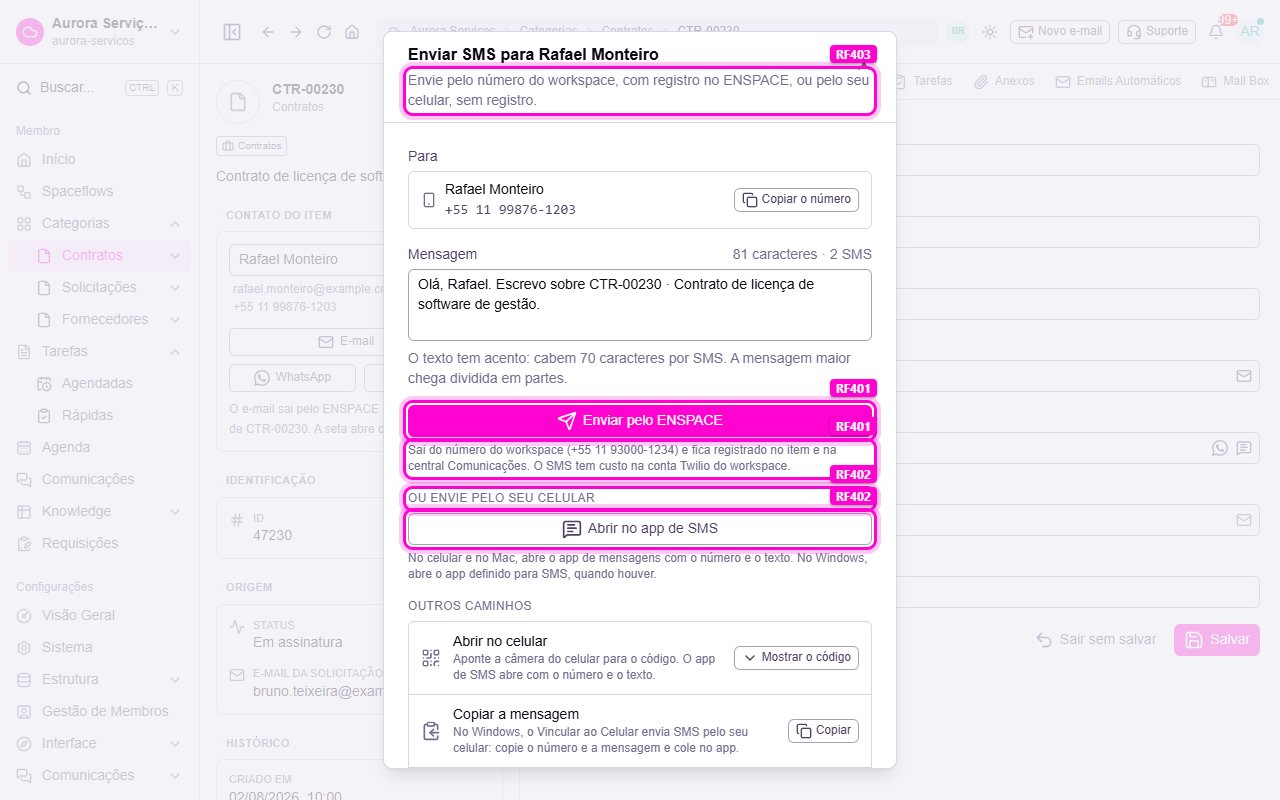 Aurora Serviç...
aurora-servicos
Buscar...
CTRL
K
Membro
Início
Spaceflows
Categorias
Contratos
Solicitações
Fornecedores
Tarefas
Agendadas
Rápidas
Agenda
Comunicações
Knowledge
Requisições
Configurações
Visão Geral
Sistema
Estrutura
Gestão de Membros
Interface
Comunicações
Aurora Serviços
Categorias
Contratos
CTR-00230
BR
Novo e-mail
Suporte
99+
AR
CTR-00230
Contratos
Contratos
Contrato de licença de soft
CONTATO DO ITEM
Rafael Monteiro
rafael.monteiro@example.co
+55 11 99876-1203
E-mail
WhatsApp
O e-mail sai pelo ENSPACE
de CTR-00230. A seta abre o
IDENTIFICAÇÃO
ID
47230
ORIGEM
STATUS
Em assinatura
E-MAIL DA SOLICITAÇÃO
bruno.teixeira@exam
HISTÓRICO
CRIADO EM
02/08/2026, 10:00
Tarefas
Anexos
Emails Automáticos
Mail Box
Sair sem salvar
Salvar
Enviar SMS para Rafael Monteiro
RF403
Envie pelo número do workspace, com registro no ENSPACE, ou pelo seu
celular, sem registro.
Para
Rafael Monteiro
+55 11 99876-1203
Copiar o número
Mensagem
81 caracteres · 2 SMS
Olá, Rafael. Escrevo sobre CTR-00230 · Contrato de licença de
software de gestão.
O texto tem acento: cabem 70 caracteres por SMS. A mensagem maior
chega dividida em partes.
RF401
Enviar pelo ENSPACE
RF401
Sai do número do workspace (+55 11 93000-1234) e fica registrado no item e na
central Comunicações. O SMS tem custo na conta Twilio do workspace.
RF402
OU ENVIE PELO SEU CELULAR
RF402
Abrir no app de SMS
No celular e no Mac, abre o app de mensagens com o número e o texto. No Windows,
abre o app definido para SMS, quando houver.
OUTROS CAMINHOS
Abrir no celular
Aponte a câmera do celular para o código. O app
de SMS abre com o número e o texto.
Mostrar o código
Copiar a mensagem
No Windows, o Vincular ao Celular envia SMS pelo seu
celular: copie o número e a mensagem e cole no app.
Copiar